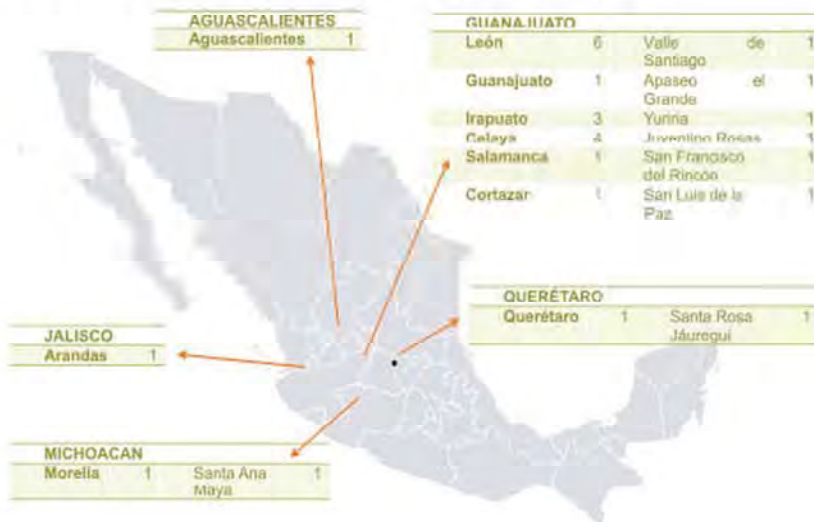 AGUASCALIENTES
Aguascalientes 1
GUANAJUATO
León 6 Valle de 1
Santiago
Guanajuato 1 Apaseo el 1
Grande
Irapuato 3 Yuriria 1
Celaya 4 Juventino Rosas 1
Salamanca 1 San Francisco 1
del Rincón
Cortazar 1 San Luis de la 1
Paz
QUERÉTARO
Querétaro 1 Santa Rosa 1
Jáuregui
JALISCO
Arandas 1
MICHOACAN
Morelia 1 Santa Ana 1
Maya